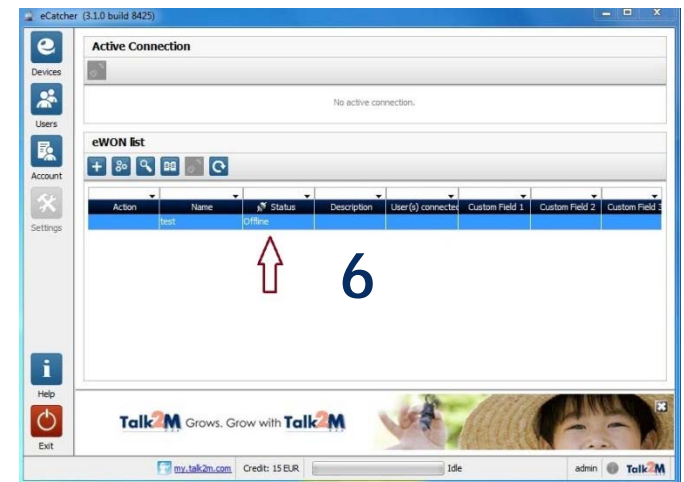 eCatcher (3.1.0 build 8425)
Active Connection
Devices
No active connection.
Users
eWON list
Account
Action Name Status Description User(s) connected Custom Field 1 Custom Field 2 Custom Field 3
test Offline
Settings
6
i
Help
Talk2M Grows. Grow with Talk2M
Exit
my.talk2m.com Credit: 15 EUR Idle admin Talk2M